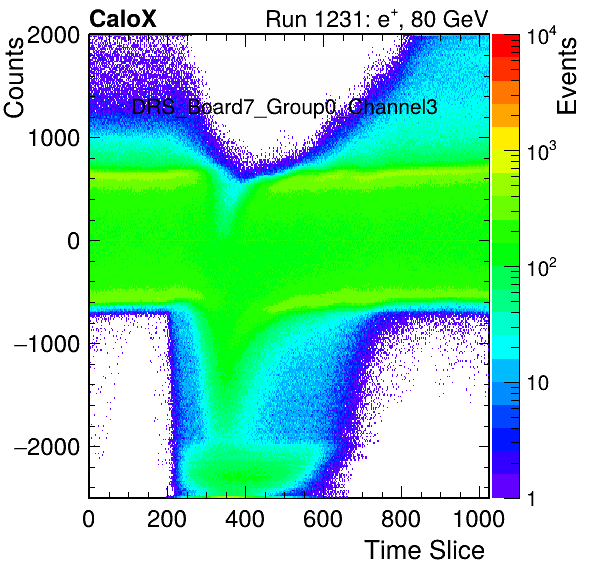 CaloX Run 1231: e⁺, 80 GeV
DRS_Board7_Group0_Channel3
Counts
2000
1000
0
−1000
−2000
0 200 400 600 800 1000
Time Slice
Events
10⁴
10³
10²
10
1